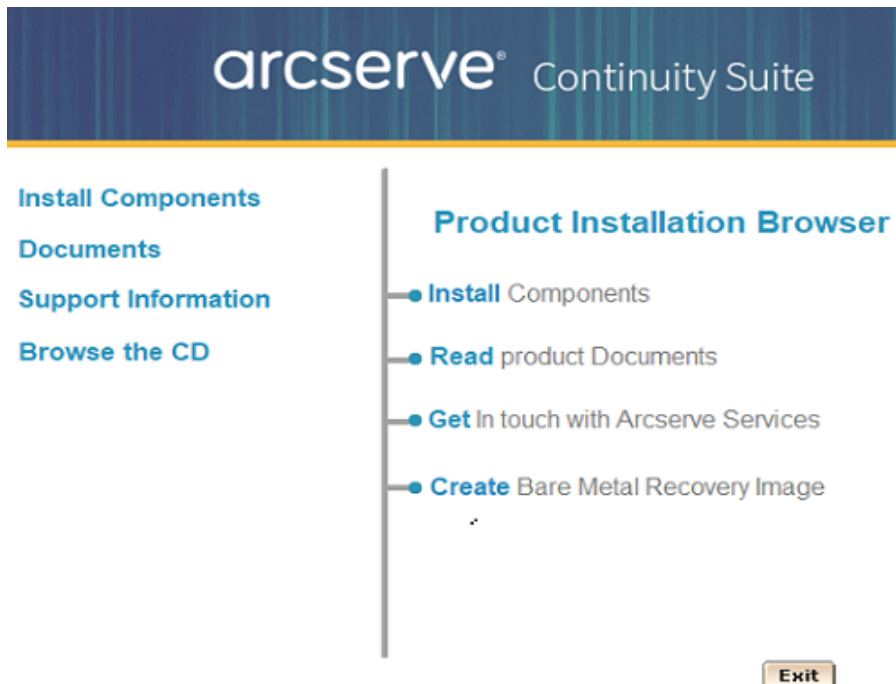 arcserve® Continuity Suite
Install Components
Documents
Support Information
Browse the CD
Product Installation Browser
Install Components
Read product Documents
Get In touch with Arcserve Services
Create Bare Metal Recovery Image
Exit